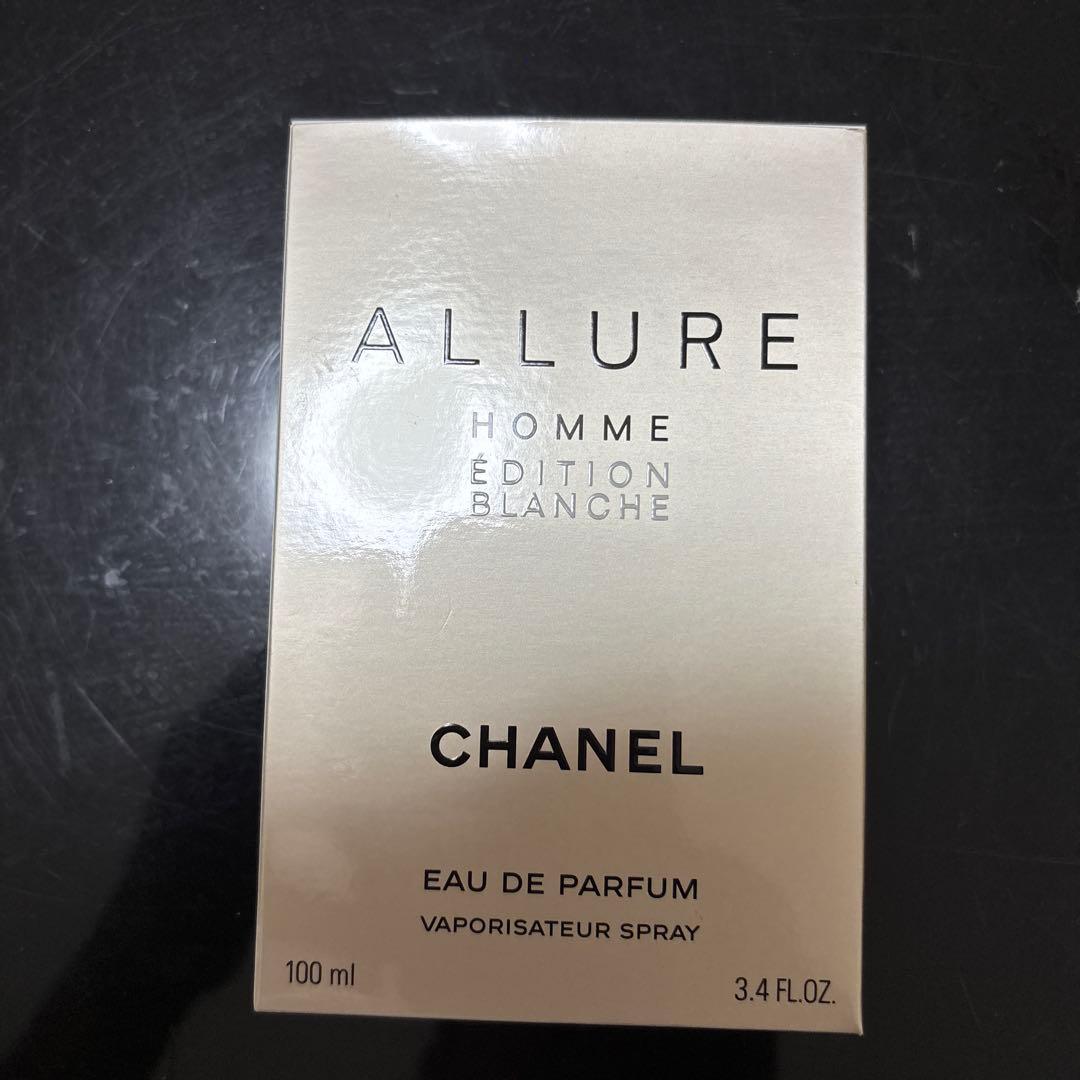 ALLURE
HOMME
ÉDITION
BLANCHE
CHANEL
EAU DE PARFUM
VAPORISATEUR SPRAY
100 ml
3.4 FL.OZ.